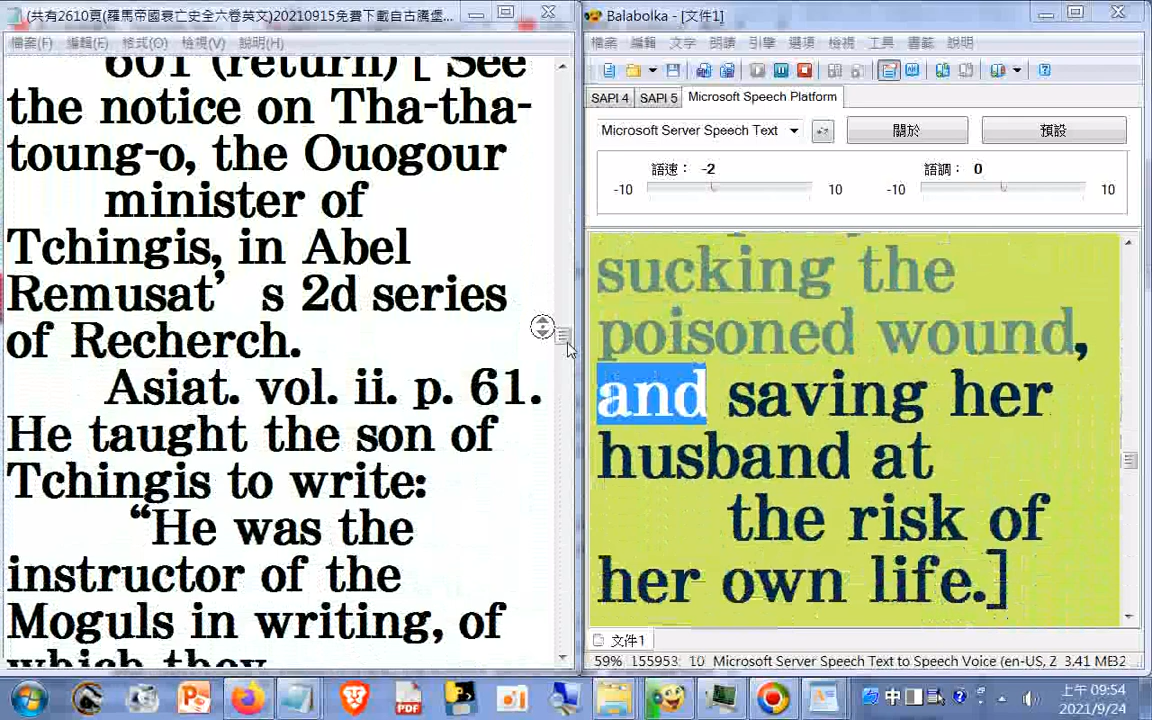 (共有2610頁(羅馬帝國衰亡史全六卷英文)20210915免費下載自古騰堡...
檔案(F) 編輯(E) 格式(O) 檢視(V) 說明(H)
601 (return) [ See
the notice on Tha-tha-
toung-o, the Ouogour
minister of
Tchingis, in Abel
Remusat’s 2d series
of Recherch.
Asiat. vol. ii. p. 61.
He taught the son of
Tchingis to write:
“He was the
instructor of the
Moguls in writing, of
which they
Balabolka - [文件1]
檔案 編輯 文字 朗讀 引擎 選項 檢視 工具 書籤 說明
SAPI 4 SAPI 5 Microsoft Speech Platform
Microsoft Server Speech Text 關於 預設
語速： -2 語調： 0
-10 10 -10 10
sucking the
poisoned wound,
and saving her
husband at
the risk of
her own life.]
文件1
59% 155953: 10 Microsoft Server Speech Text to Speech Voice (en-US, Z 3.41 MB2
中
上午 09:54
2021/9/24